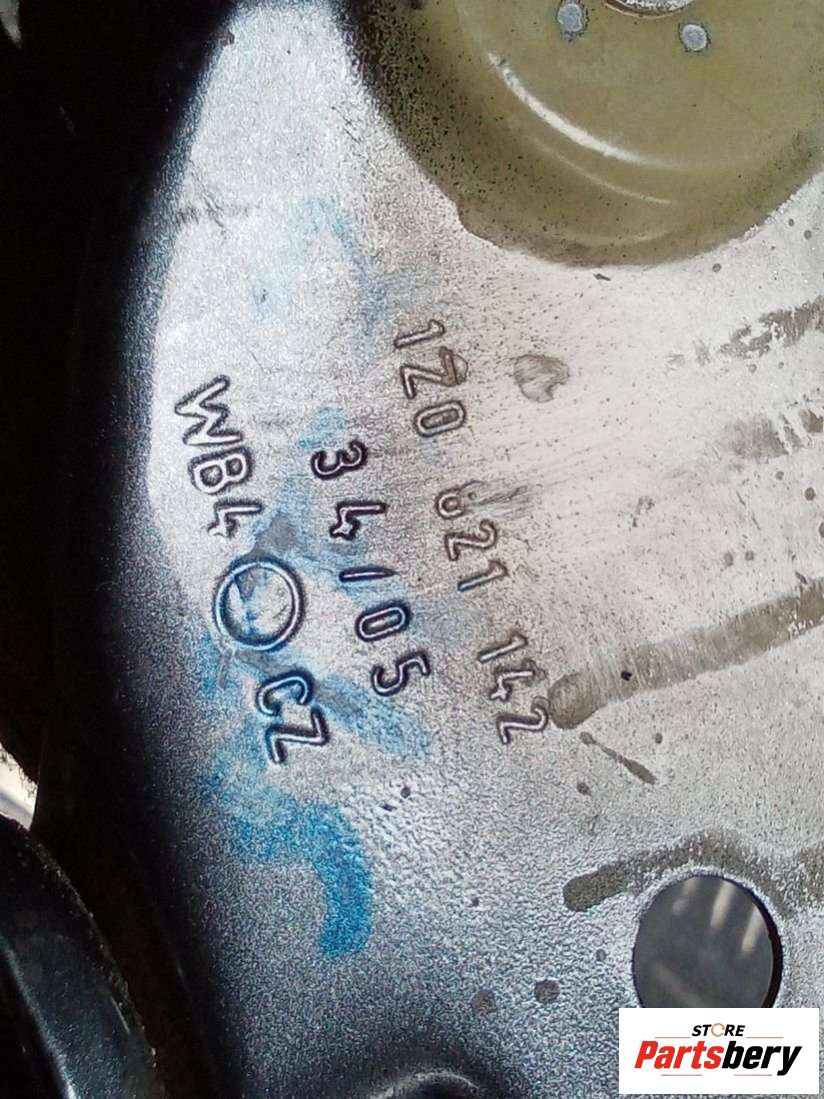 1Z0 821 142
34/05
WB4 CZ
STORE
Partsbery